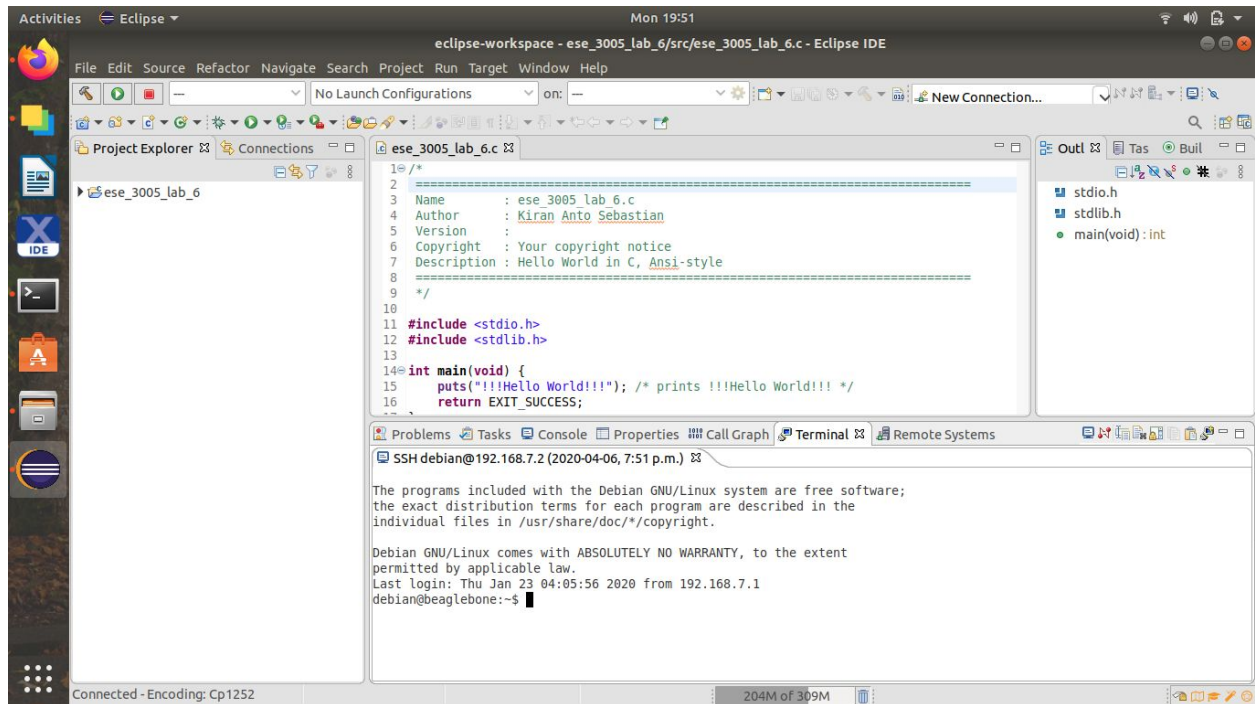 Activities Eclipse Mon 19:51
eclipse-workspace - ese_3005_lab_6/src/ese_3005_lab_6.c - Eclipse IDE
File Edit Source Refactor Navigate Search Project Run Target Window Help
--- No Launch Configurations on: --- New Connection...
Project Explorer Connections
ese_3005_lab_6
IDE
ese_3005_lab_6.c
1 /*
2 =============================================================================
3 Name : ese_3005_lab_6.c
4 Author : Kiran Anto Sebastian
5 Version :
6 Copyright : Your copyright notice
7 Description : Hello World in C, Ansi-style
8 =============================================================================
9 */
10
11 #include <stdio.h>
12 #include <stdlib.h>
13
14 int main(void) {
15 puts("!!!Hello World!!!"); /* prints !!!Hello World!!! */
16 return EXIT_SUCCESS;
Outl Tas Buil
stdio.h
stdlib.h
main(void) : int
Problems Tasks Console Properties Call Graph Terminal Remote Systems
SSH debian@192.168.7.2 (2020-04-06, 7:51 p.m.)
The programs included with the Debian GNU/Linux system are free software;
the exact distribution terms for each program are described in the
individual files in /usr/share/doc/*/copyright.
Debian GNU/Linux comes with ABSOLUTELY NO WARRANTY, to the extent
permitted by applicable law.
Last login: Thu Jan 23 04:05:56 2020 from 192.168.7.1
debian@beaglebone:~$
Connected - Encoding: Cp1252 204M of 309M